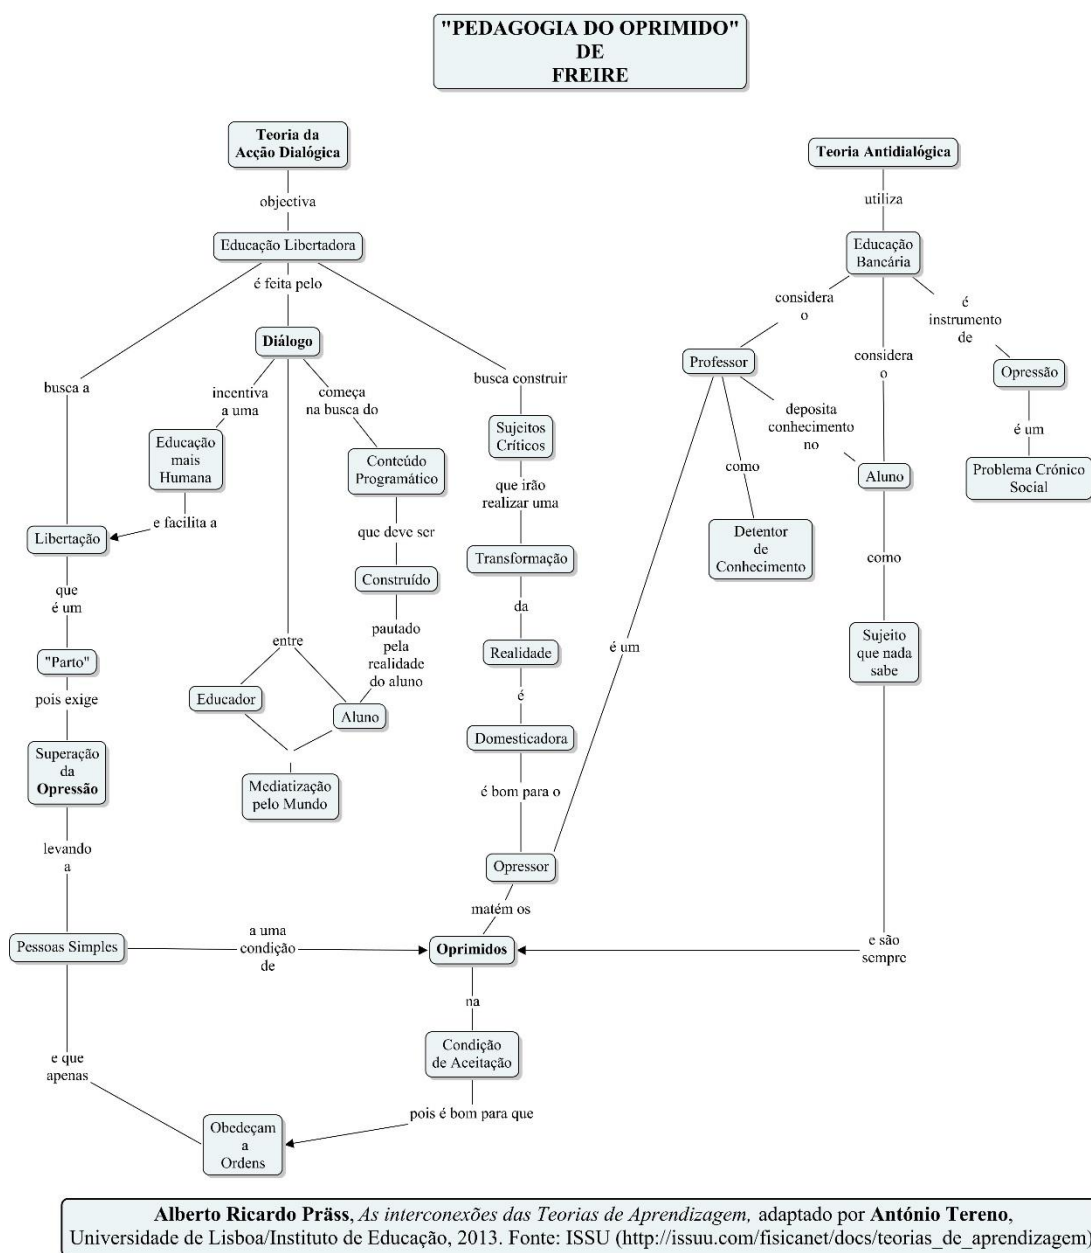 "PEDAGOGIA DO OPRIMIDO"
DE
FREIRE
Teoria da
Acção Dialógica
objectiva
Educação Libertadora
é feita pelo
Diálogo
busca a
incentiva
a uma
Educação
mais
Humana
e facilita a
Libertação
que
é um
"Parto"
pois exige
Superação
da
Opressão
levando
a
Pessoas Simples
a uma
condição
de
e que
apenas
começa
na busca do
Conteúdo
Programático
que deve ser
Construído
pautado
pela
realidade
do aluno
entre
Educador
Aluno
Mediatização
pelo Mundo
busca construir
Sujeitos
Críticos
que irão
realizar uma
Transformação
da
Realidade
é
Domesticadora
é bom para o
Opressor
matém os
Oprimidos
na
Condição
de Aceitação
pois é bom para que
Obedeçam
a
Ordens
Teoria Antidialógica
utiliza
Educação
Bancária
considera
o
Professor
como
Detentor
de
Conhecimento
é um
deposita
conhecimento
no
considera
o
Aluno
como
Sujeito
que nada
sabe
e são
sempre
é
instrumento
de
Opressão
é um
Problema Crónico
Social
Alberto Ricardo Präss, As interconexões das Teorias de Aprendizagem, adaptado por António Tereno,
Universidade de Lisboa/Instituto de Educação, 2013. Fonte: ISSU (http://issuu.com/fisicanet/docs/teorias_de_aprendizagem)